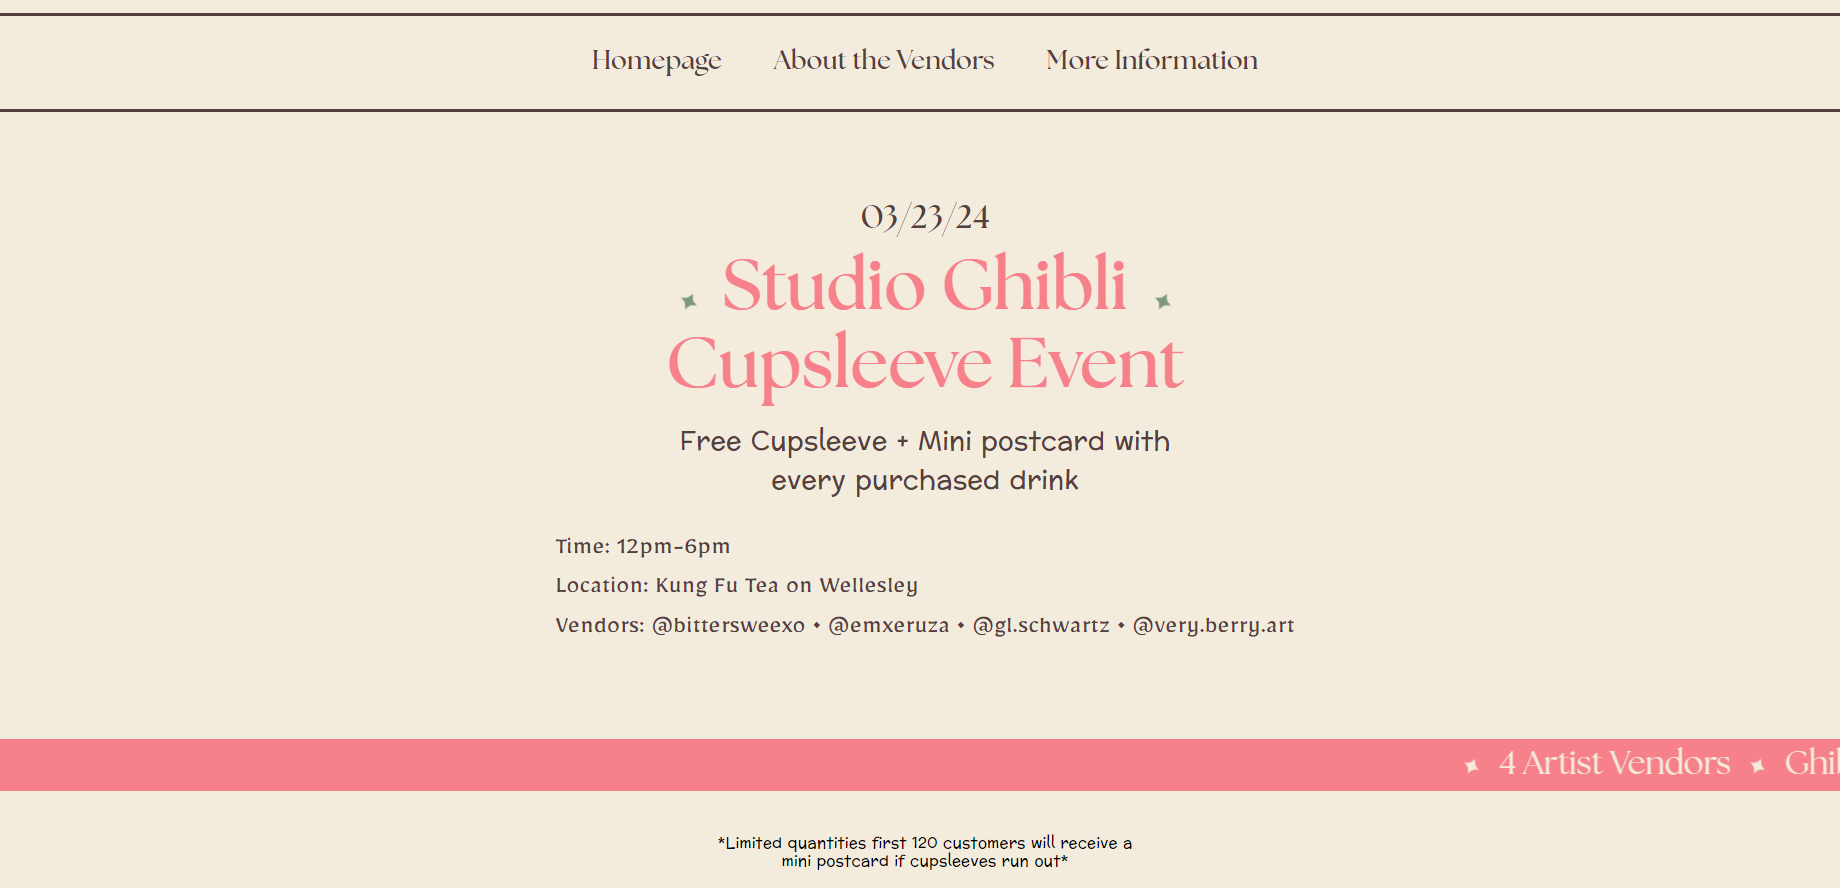 Homepage About the Vendors More Information
03/23/24
Studio Ghibli
Cupsleeve Event
Free Cupsleeve + Mini postcard with
every purchased drink
Time: 12pm-6pm
Location: Kung Fu Tea on Wellesley
Vendors: @bittersweexo • @emxeruza • @gl.schwartz • @very.berry.art
4 Artist Vendors
*Limited quantities first 120 customers will receive a
mini postcard if cupsleeves run out*